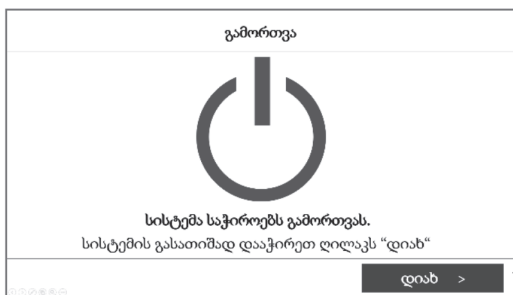 გამორთვა
სისტემა საჭიროებს გამორთვას.
სისტემის გასათიშად დააჭირეთ ღილაკს “დიახ“
დიახ >